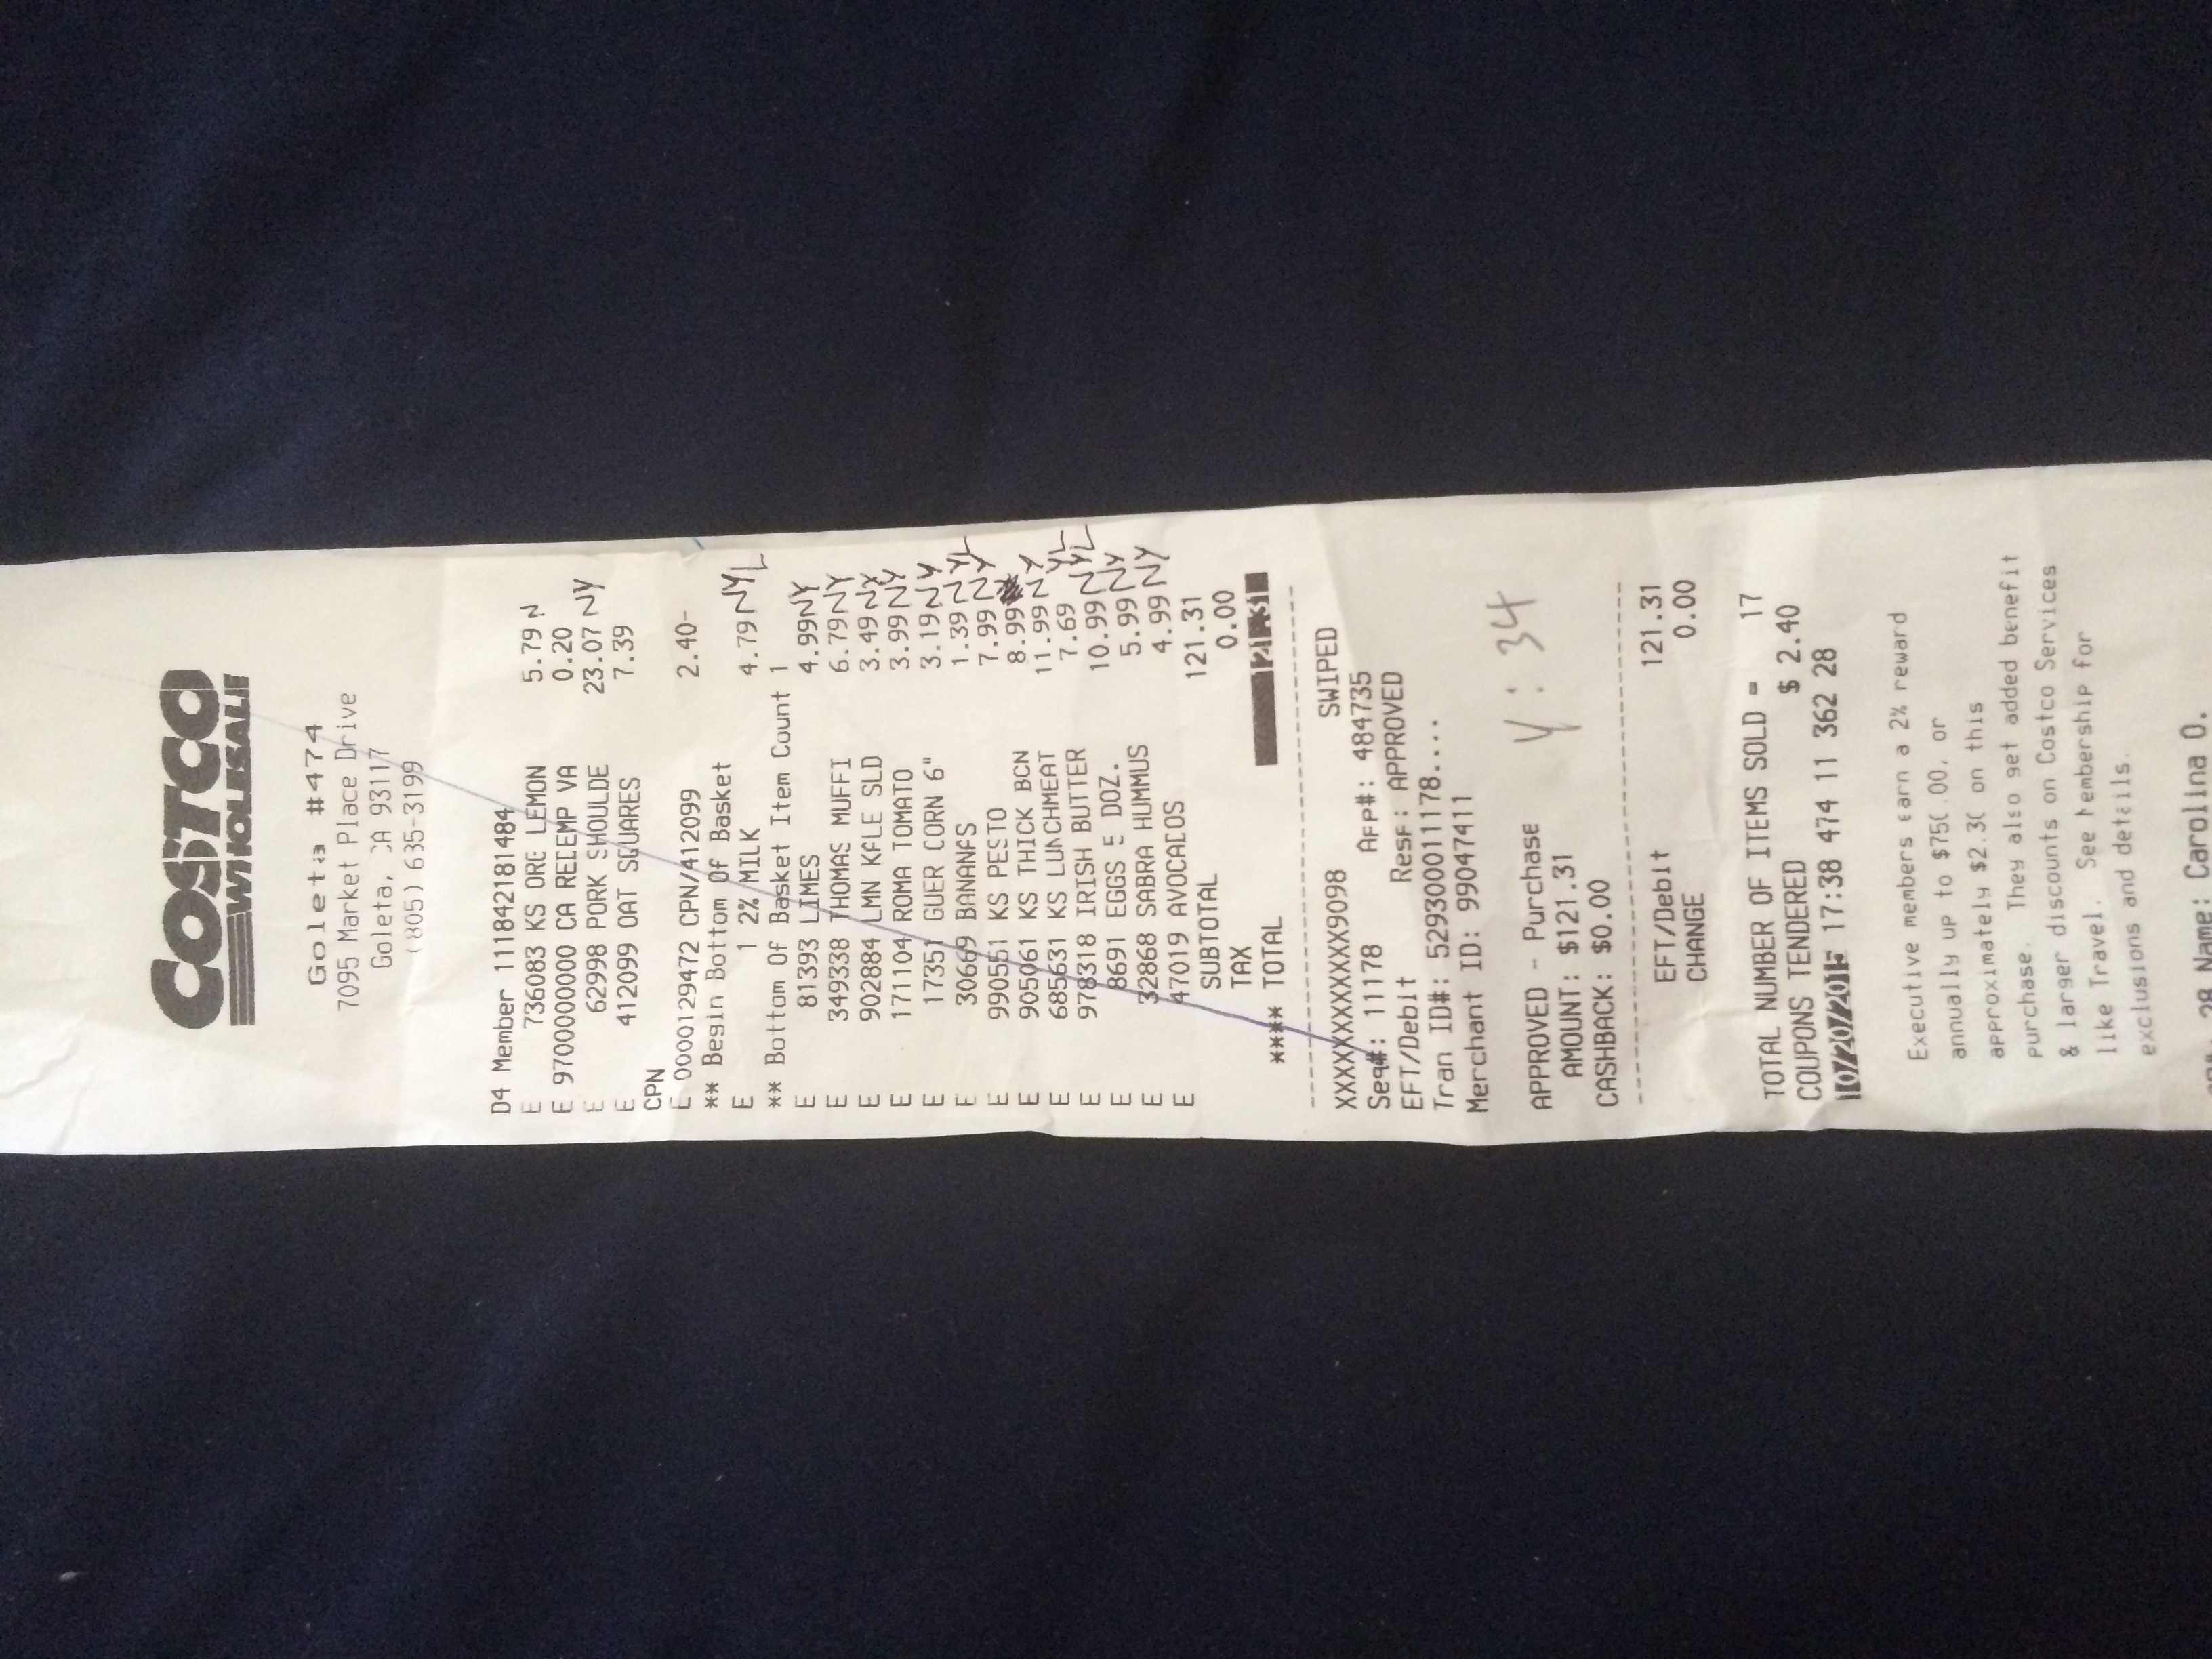 COSTCO
WHOLESALE
Goleta #474
7095 Market Place Drive
Goleta, CA 93117
(805) 635-3199
D4 Member 111842181484
E 736083 KS ORG LEMON 5.79 N
E 9700000000 CA REDEMP VA 0.20
E 62998 PORK SHOULDE 23.07 NY
E 412099 OAT SQUARES 7.39
CPN
E 0000129472 CPN/412099 2.40-
** Begin Bottom Of Basket
E 1 2% MILK 4.79 NYL
** Bottom Of Basket Item Count 1
E 81393 LIMES 4.99 NY
E 349338 THOMAS MUFFI 6.79 NY
E 902884 LMN KALE SLD 3.49 NY
E 171104 ROMA TOMATO 3.99 NY
E 17351 GUER CORN 6" 3.19 NY
E 30669 BANANAS 1.39 NYL
E 990551 KS PESTO 7.99 NY
E 905061 KS THICK BCN 8.99
E 685631 KS LUNCHMEAT 11.99 NY
E 978318 IRISH BUTTER 7.69 YL
E 8691 EGGS 5 DOZ. 10.99 NYL
E 32868 SABRA HUMMUS 5.99 NY
E 47019 AVOCADOS 4.99 NY
SUBTOTAL 121.31
TAX 0.00
**** TOTAL 121.31
XXXXXXXXXXXX9098 SWIPED
Seq#: 11178 App#: 484735
EFT/Debit Resp: APPROVED
Tran ID#: 529300011178....
Merchant ID: 99047411
Y: 34
APPROVED - Purchase
AMOUNT: $121.31
CASHBACK: $0.00
EFT/Debit 121.31
CHANGE 0.00
TOTAL NUMBER OF ITEMS SOLD = 17
COUPONS TENDERED $ 2.40
10/20/2015 17:38 474 11 362 28
Executive members earn a 2% reward
annually up to $750.00, or
approximately $2.30 on this
purchase. They also get added benefit
& larger discounts on Costco Services
like Travel. See Membership for
exclusions and details.
28 Name: Carolina O.